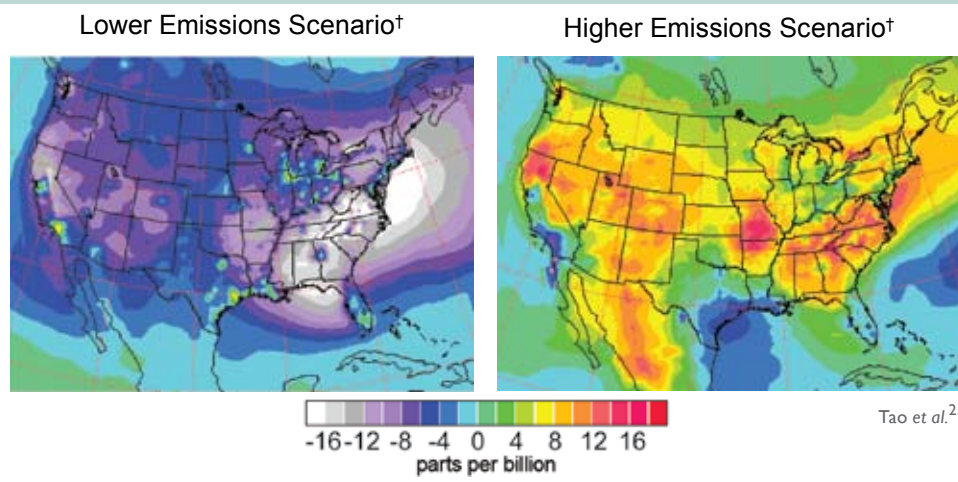 Lower Emissions Scenario†
Higher Emissions Scenario†
-16 -12 -8 -4 0 4 8 12 16
parts per billion
Tao et al.2